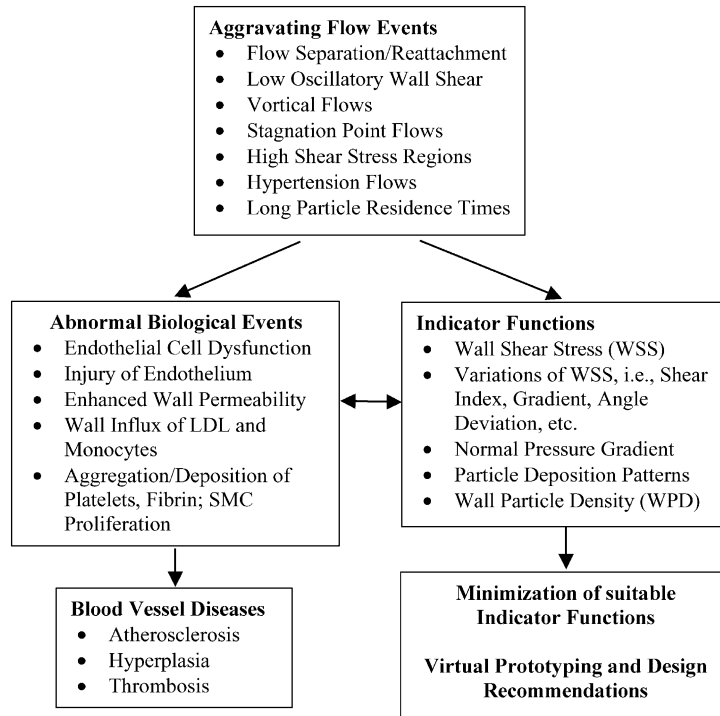 Aggravating Flow Events
• Flow Separation/Reattachment
• Low Oscillatory Wall Shear
• Vortical Flows
• Stagnation Point Flows
• High Shear Stress Regions
• Hypertension Flows
• Long Particle Residence Times
Abnormal Biological Events
• Endothelial Cell Dysfunction
• Injury of Endothelium
• Enhanced Wall Permeability
• Wall Influx of LDL and
Monocytes
• Aggregation/Deposition of
Platelets, Fibrin; SMC
Proliferation
Indicator Functions
• Wall Shear Stress (WSS)
• Variations of WSS, i.e., Shear
Index, Gradient, Angle
Deviation, etc.
• Normal Pressure Gradient
• Particle Deposition Patterns
• Wall Particle Density (WPD)
Blood Vessel Diseases
• Atherosclerosis
• Hyperplasia
• Thrombosis
Minimization of suitable
Indicator Functions
Virtual Prototyping and Design
Recommendations